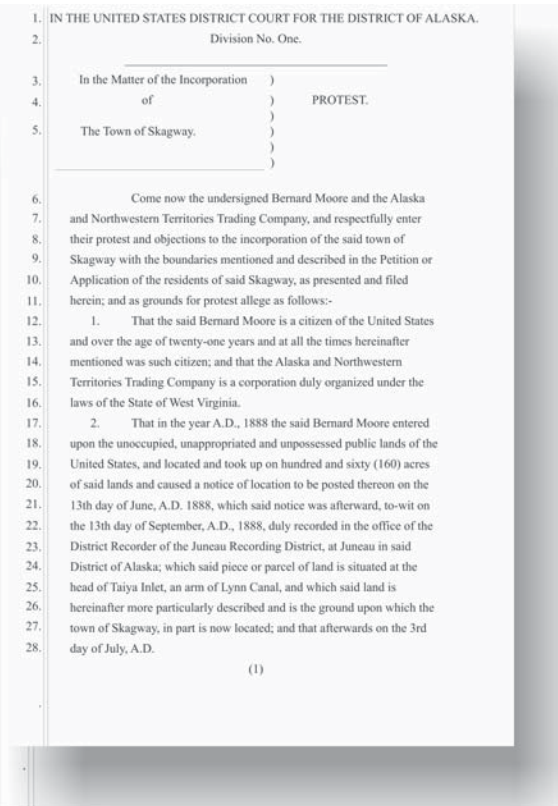 1. IN THE UNITED STATES DISTRICT COURT FOR THE DISTRICT OF ALASKA.
2. Division No. One.
3. In the Matter of the Incorporation )
4. of ) PROTEST.
)
5. The Town of Skagway. )
)
)
6. Come now the undersigned Bernard Moore and the Alaska
7. and Northwestern Territories Trading Company, and respectfully enter
8. their protest and objections to the incorporation of the said town of
9. Skagway with the boundaries mentioned and described in the Petition or
10. Application of the residents of said Skagway, as presented and filed
11. herein; and as grounds for protest allege as follows:-
12. 1. That the said Bernard Moore is a citizen of the United States
13. and over the age of twenty-one years and at all the times hereinafter
14. mentioned was such citizen; and that the Alaska and Northwestern
15. Territories Trading Company is a corporation duly organized under the
16. laws of the State of West Virginia.
17. 2. That in the year A.D., 1888 the said Bernard Moore entered
18. upon the unoccupied, unappropriated and unpossessed public lands of the
19. United States, and located and took up on hundred and sixty (160) acres
20. of said lands and caused a notice of location to be posted thereon on the
21. 13th day of June, A.D. 1888, which said notice was afterward, to-wit on
22. the 13th day of September, A.D., 1888, duly recorded in the office of the
23. District Recorder of the Juneau Recording District, at Juneau in said
24. District of Alaska; which said piece or parcel of land is situated at the
25. head of Taiya Inlet, an arm of Lynn Canal, and which said land is
26. hereinafter more particularly described and is the ground upon which the
27. town of Skagway, in part is now located; and that afterwards on the 3rd
28. day of July, A.D.
(1)